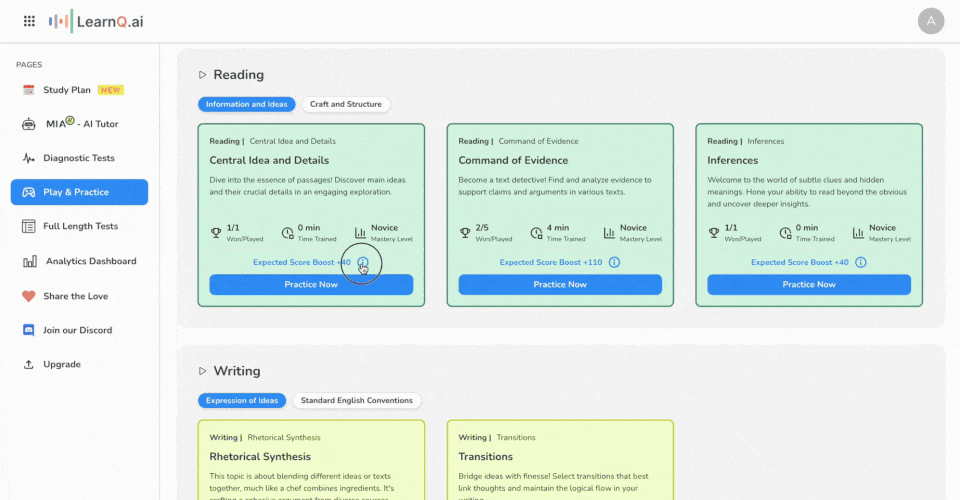 LearnQ.ai
A
PAGES
Study Plan NEW
MIA - AI Tutor
Diagnostic Tests
Play & Practice
Full Length Tests
Analytics Dashboard
Share the Love
Join our Discord
Upgrade
Reading
Information and Ideas Craft and Structure
Reading | Central Idea and Details
Central Idea and Details
Dive into the essence of passages! Discover main ideas
and their crucial details in an engaging exploration.
1/1 0 min Novice
Won/Played Time Trained Mastery Level
Expected Score Boost +40
Practice Now
Reading | Command of Evidence
Command of Evidence
Become a text detective! Find and analyze evidence to
support claims and arguments in various texts.
2/5 4 min Novice
Won/Played Time Trained Mastery Level
Expected Score Boost +110
Practice Now
Reading | Inferences
Inferences
Welcome to the world of subtle clues and hidden
meanings. Hone your ability to read beyond the obvious
and uncover deeper insights.
1/1 0 min Novice
Won/Played Time Trained Mastery Level
Expected Score Boost +40
Practice Now
Writing
Expression of Ideas Standard English Conventions
Writing | Rhetorical Synthesis
Rhetorical Synthesis
This topic is about blending different ideas or texts
together, much like a chef combines ingredients. It's
crafting a cohesive argument from diverse sources
Writing | Transitions
Transitions
Bridge ideas with finesse! Select transitions that best
link thoughts and maintain the logical flow in your
writing.